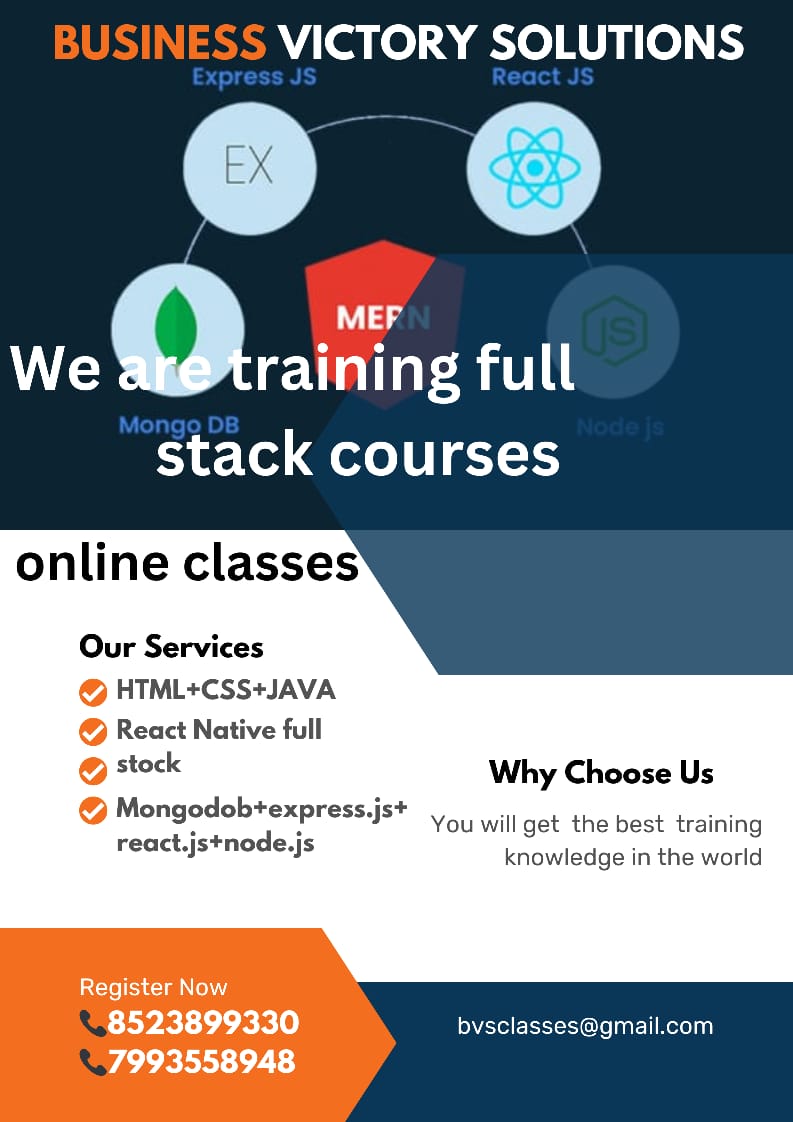 BUSINESS VICTORY SOLUTIONS
Express JS
React JS
EX
MERN
JS
We are training full
Mongo DB
Node js
stack courses
online classes
Our Services
HTML+CSS+JAVA
React Native full
stock
Mongodob+express.js+
react.js+node.js
Why Choose Us
You will get the best training
knowledge in the world
Register Now
8523899330
7993558948
bvsclasses@gmail.com